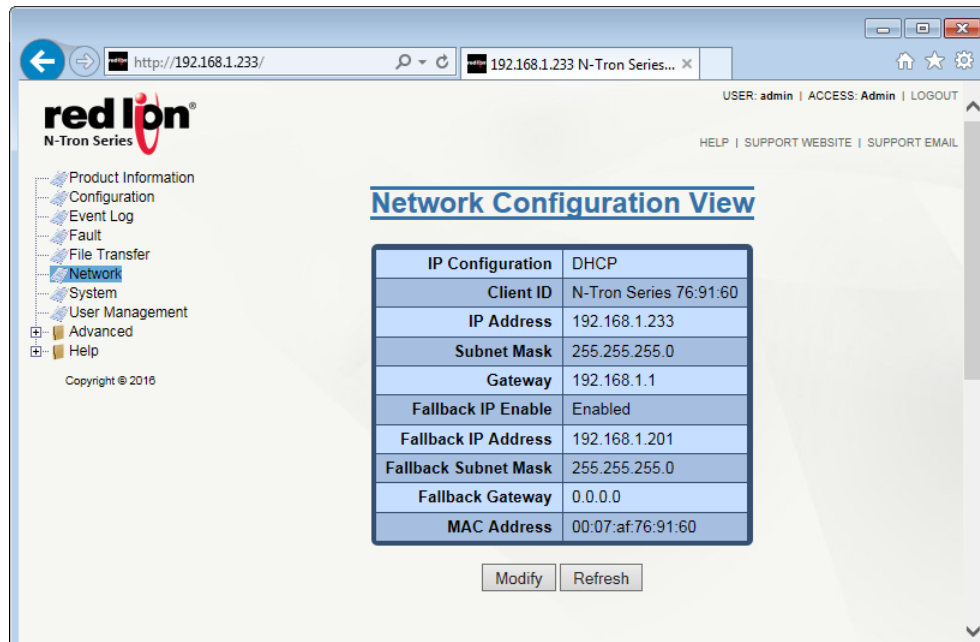 http://192.168.1.233/
192.168.1.233 N-Tron Series...
red lion®
N-Tron Series
USER: admin | ACCESS: Admin | LOGOUT
HELP | SUPPORT WEBSITE | SUPPORT EMAIL
Product Information
Configuration
Event Log
Fault
File Transfer
Network
System
User Management
Advanced
Help
Copyright © 2016
Network Configuration View
IP Configuration DHCP
Client ID N-Tron Series 76:91:60
IP Address 192.168.1.233
Subnet Mask 255.255.255.0
Gateway 192.168.1.1
Fallback IP Enable Enabled
Fallback IP Address 192.168.1.201
Fallback Subnet Mask 255.255.255.0
Fallback Gateway 0.0.0.0
MAC Address 00:07:af:76:91:60
Modify Refresh